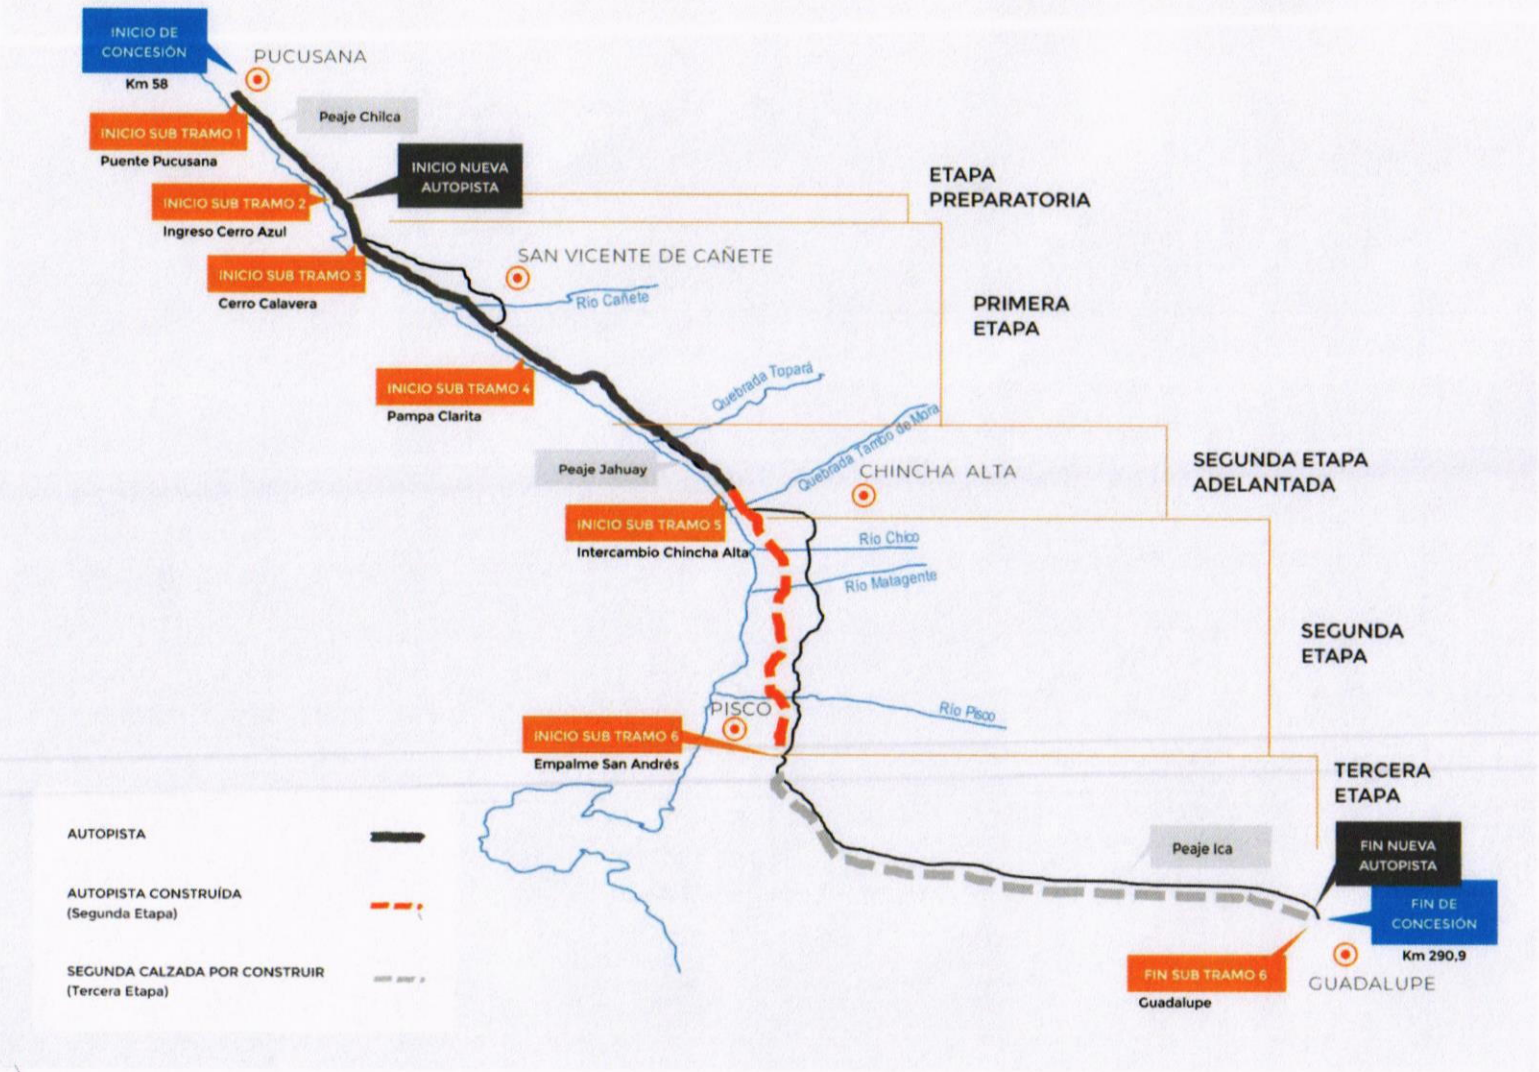 INICIO DE
CONCESIÓN
Km 58
PUCUSANA
Peaje Chilca
INICIO SUB TRAMO 1
Puente Pucusana
INICIO NUEVA
AUTOPISTA
ETAPA
PREPARATORIA
INICIO SUB TRAMO 2
Ingreso Cerro Azul
SAN VICENTE DE CAÑETE
INICIO SUB TRAMO 3
Cerro Calavera
Río Cañete
PRIMERA
ETAPA
INICIO SUB TRAMO 4
Pampa Clarita
Quebrada Topará
Quebrada Tambo de Mora
Peaje Jahuay
CHINCHA ALTA
SEGUNDA ETAPA
ADELANTADA
INICIO SUB TRAMO 5
Intercambio Chincha Alta
Río Chico
Río Matagente
SEGUNDA
ETAPA
PISCO
Río Pisco
INICIO SUB TRAMO 6
Empalme San Andrés
TERCERA
ETAPA
AUTOPISTA
AUTOPISTA CONSTRUÍDA
(Segunda Etapa)
SEGUNDA CALZADA POR CONSTRUIR
(Tercera Etapa)
Peaje Ica
FIN NUEVA
AUTOPISTA
FIN DE
CONCESIÓN
Km 290,9
FIN SUB TRAMO 6
Guadalupe
GUADALUPE